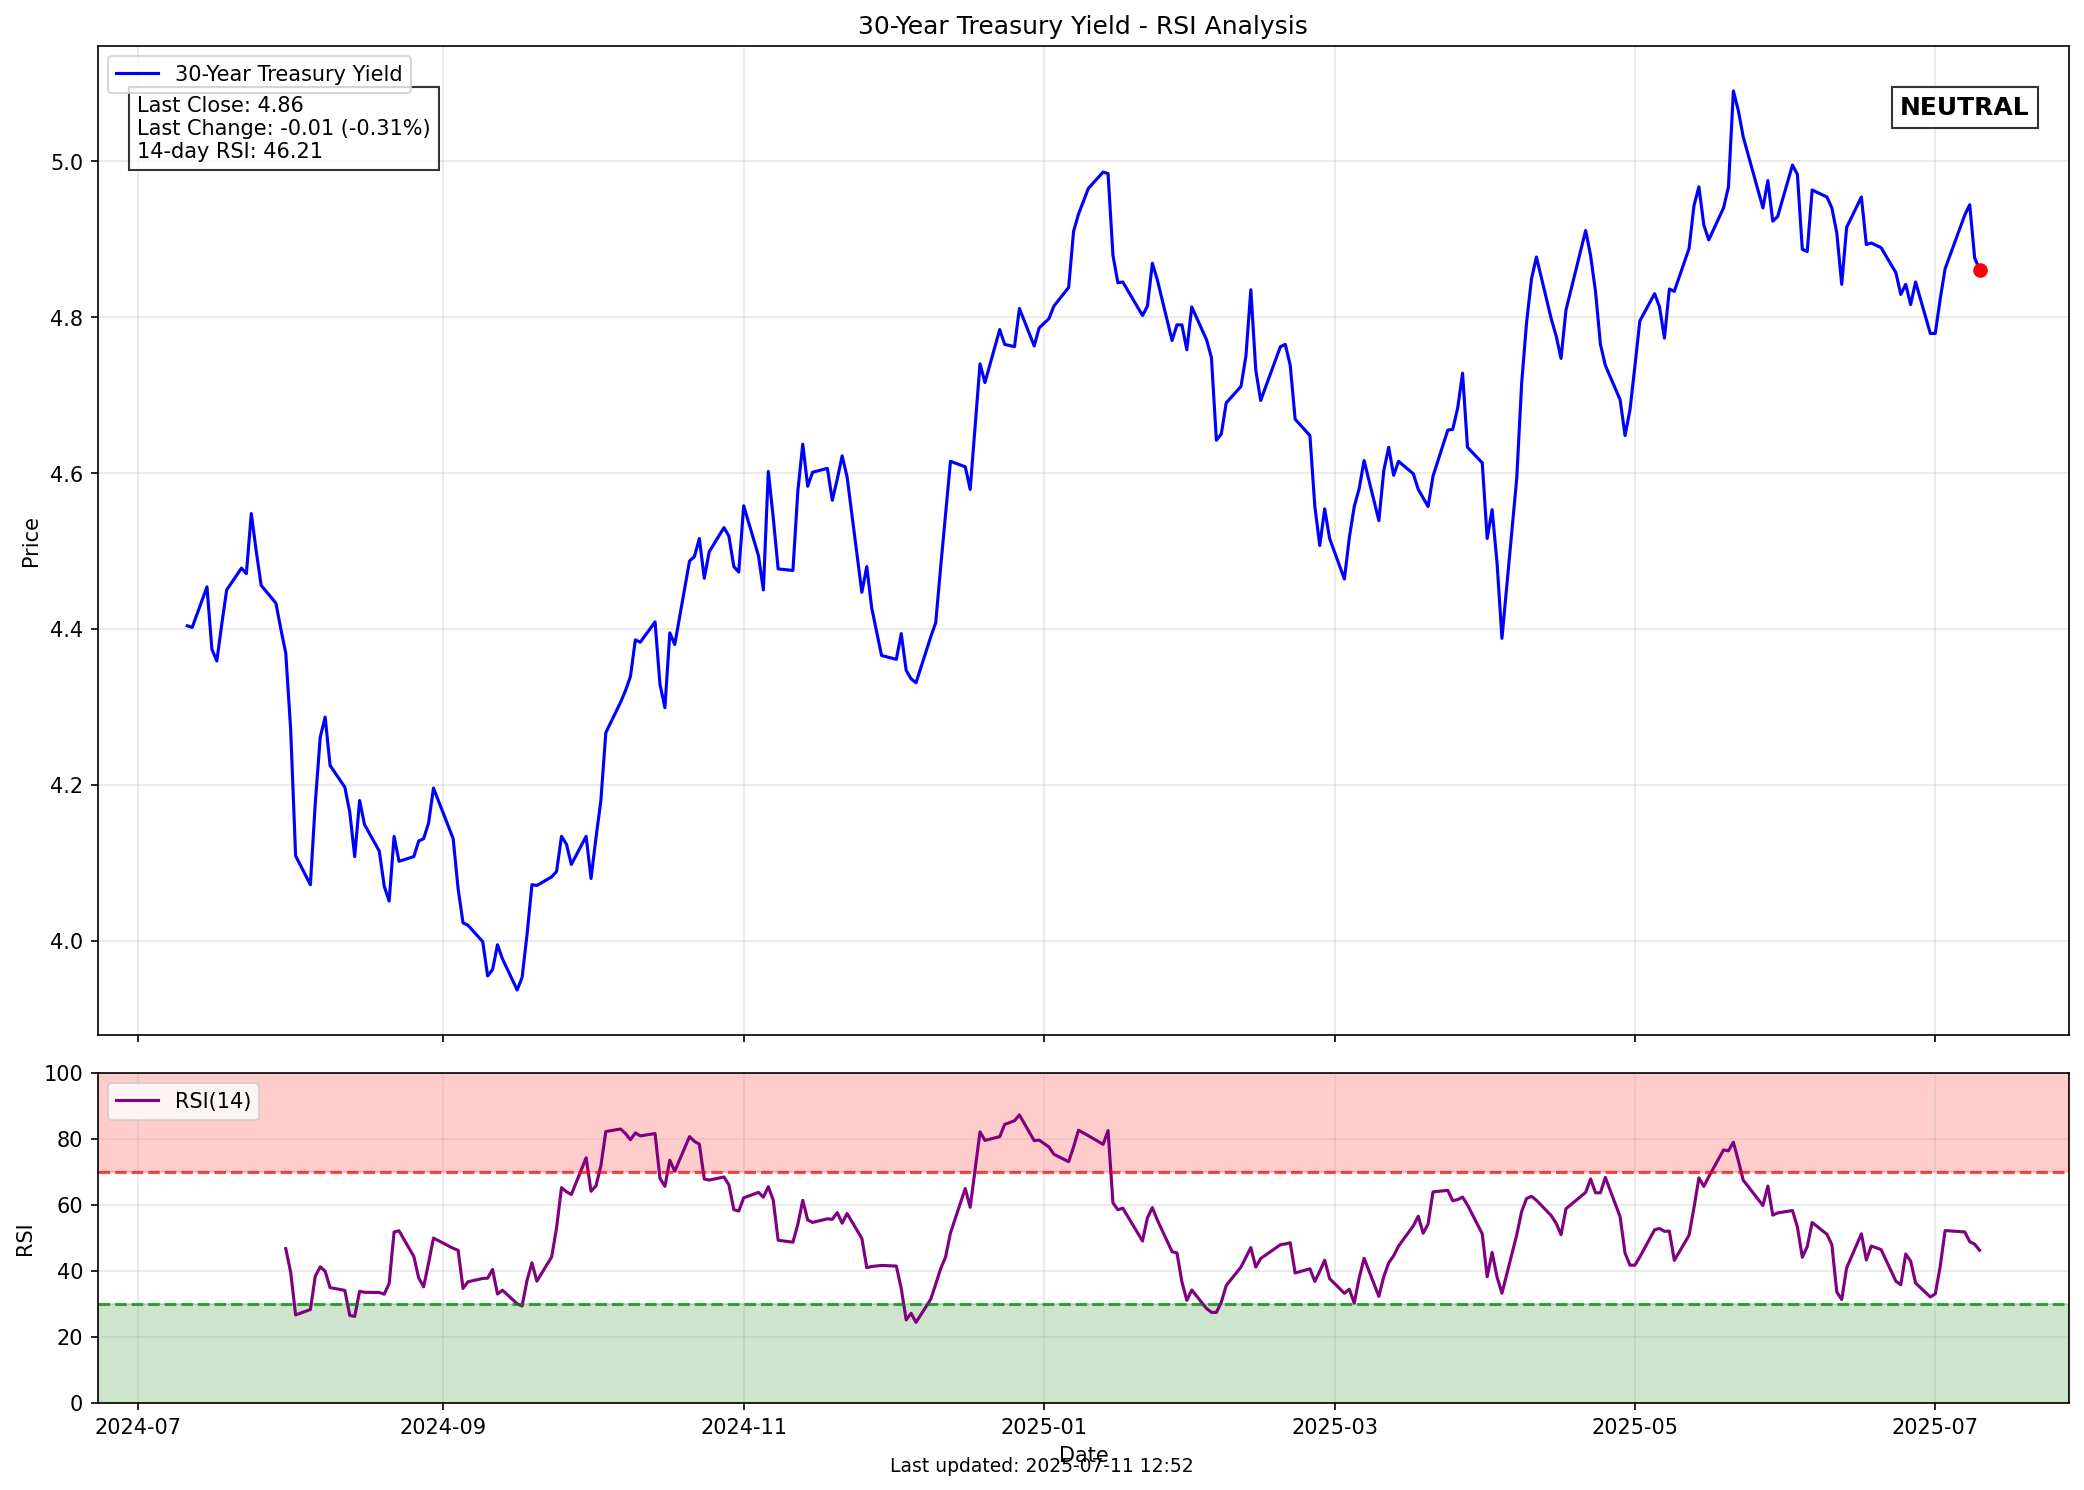 30-Year Treasury Yield - RSI Analysis
30-Year Treasury Yield
Last Close: 4.86
Last Change: -0.01 (-0.31%)
14-day RSI: 46.21
NEUTRAL
Price
5.0
4.8
4.6
4.4
4.2
4.0
RSI(14)
RSI
100
80
60
40
20
0
2024-07
2024-09
2024-11
2025-01
2025-03
2025-05
2025-07
Date
Last updated: 2025-07-11 12:52